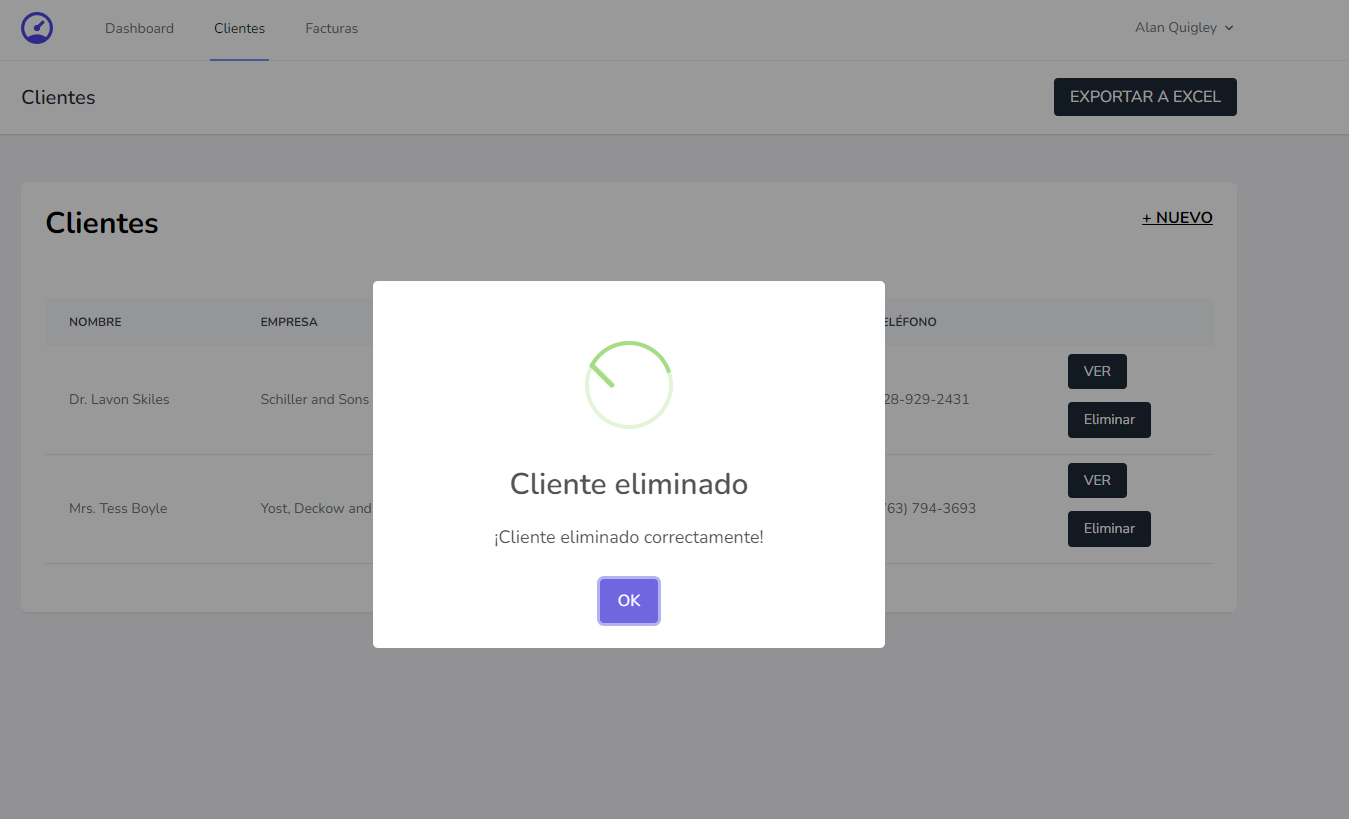 Dashboard Clientes Facturas Alan Quigley
Clientes EXPORTAR A EXCEL
Clientes + NUEVO
NOMBRE EMPRESA ELÉFONO
Dr. Lavon Skiles Schiller and Sons 28-929-2431 VER
Eliminar
Mrs. Tess Boyle Yost, Deckow and 763) 794-3693 VER
Eliminar
Cliente eliminado
¡Cliente eliminado correctamente!
OK